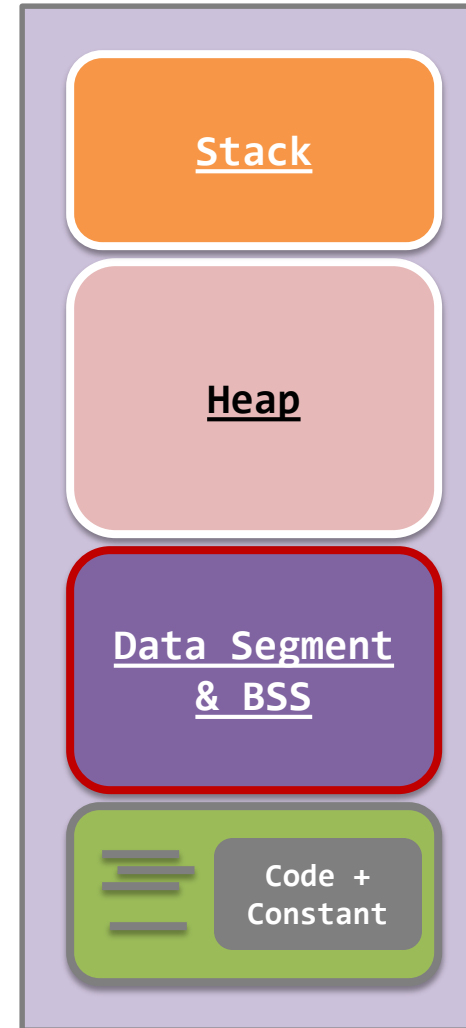 Stack
Heap
Data Segment
& BSS
Code +
Constant